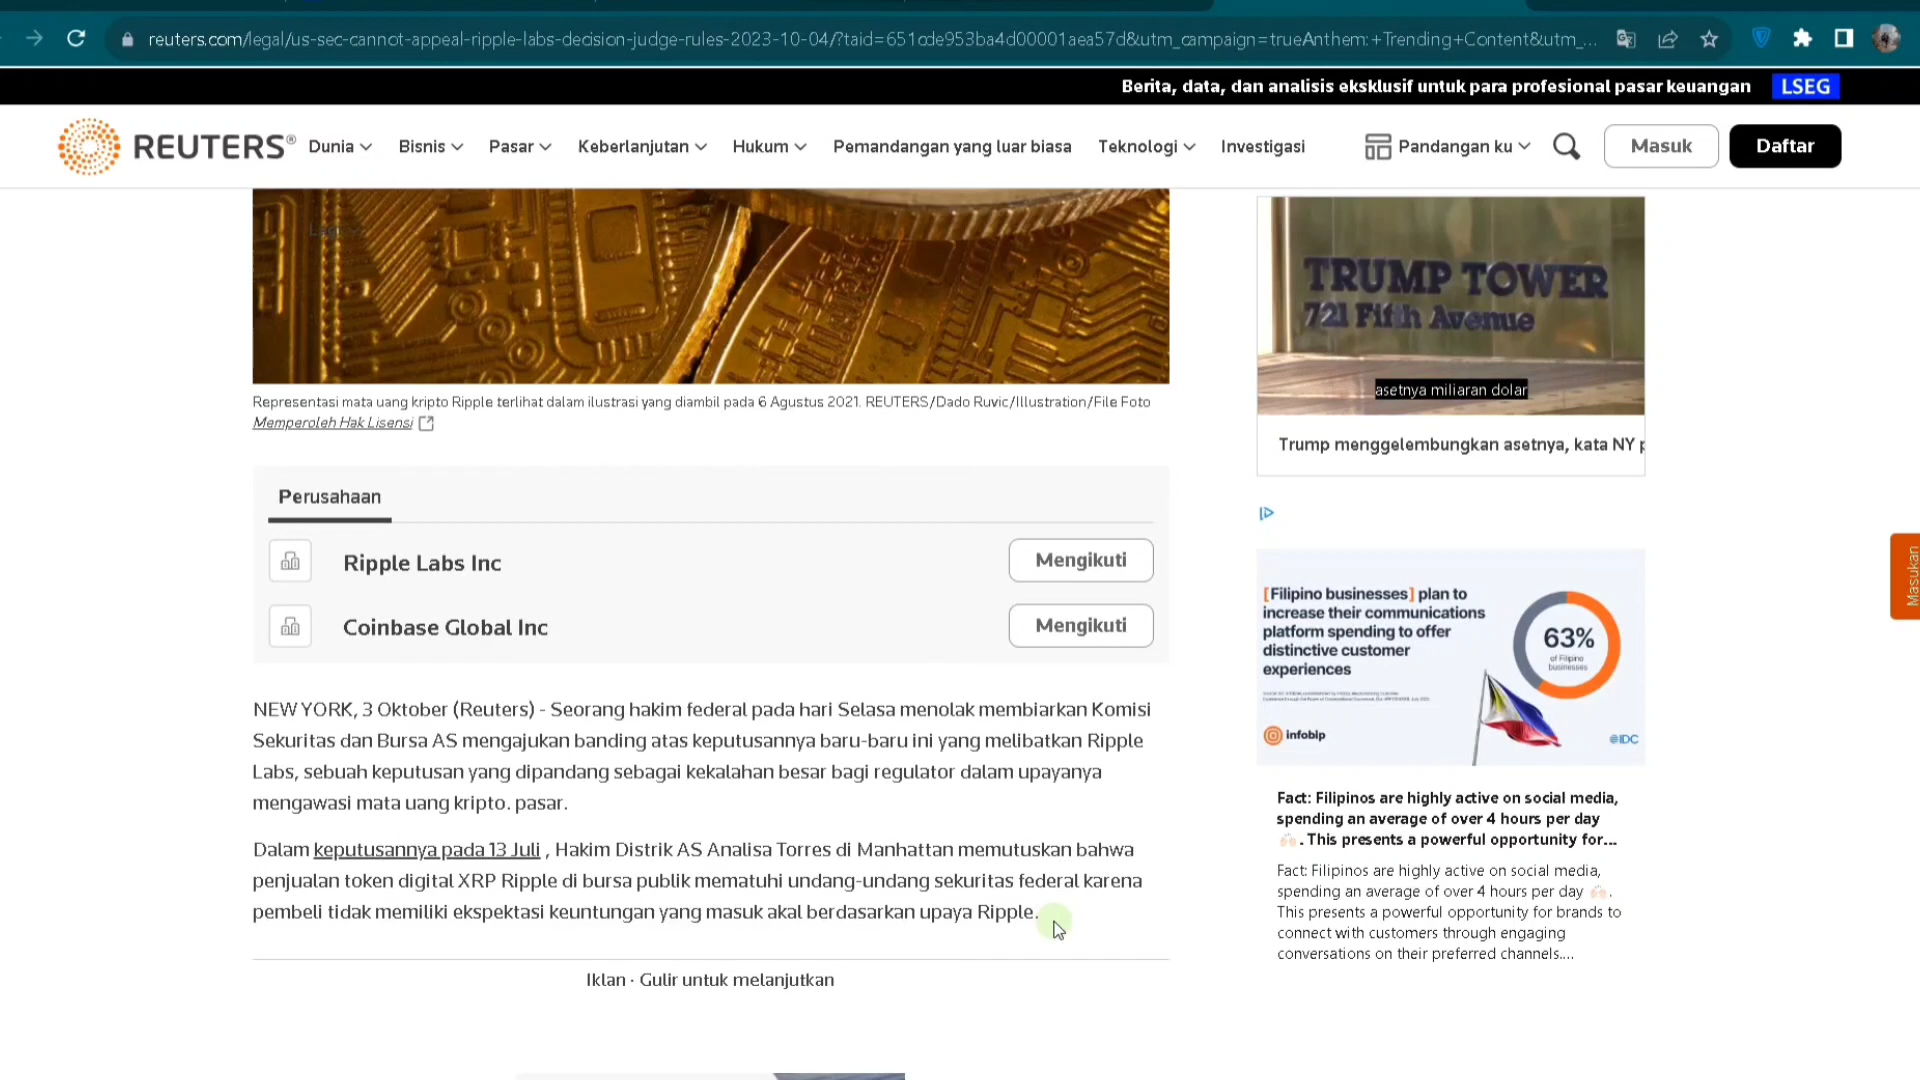 reuters.com/legal/us-sec-cannot-appeal-ripple-labs-decision-judge-rules-2023-10-04/?taid=651cde953ba4d00001aea57d&utm_campaign=trueAnthem:+Trending+Content&utm_...
Berita, data, dan analisis eksklusif untuk para profesional pasar keuangan LSEG
REUTERS® Dunia Bisnis Pasar Keberlanjutan Hukum Pemandangan yang luar biasa Teknologi Investigasi Pandangan ku Masuk Daftar
TRUMP TOWER
721 Fifth Avenue
asetnya miliaran dolar
Representasi mata uang kripto Ripple terlihat dalam ilustrasi yang diambil pada 6 Agustus 2021. REUTERS/Dado Ruvic/Illustration/File Foto
Memperoleh Hak Lisensi
Trump menggelembungkan asetnya, kata NY
Perusahaan
Ripple Labs Inc Mengikuti
Coinbase Global Inc Mengikuti
Masukan
[Filipino businesses] plan to
increase their communications
platform spending to offer
distinctive customer
experiences
63%
of Filipino
businesses
infobip
IDC
NEW YORK, 3 Oktober (Reuters) - Seorang hakim federal pada hari Selasa menolak membiarkan Komisi
Sekuritas dan Bursa AS mengajukan banding atas keputusannya baru-baru ini yang melibatkan Ripple
Labs, sebuah keputusan yang dipandang sebagai kekalahan besar bagi regulator dalam upayanya
mengawasi mata uang kripto. pasar.
Dalam keputusannya pada 13 Juli , Hakim Distrik AS Analisa Torres di Manhattan memutuskan bahwa
penjualan token digital XRP Ripple di bursa publik mematuhi undang-undang sekuritas federal karena
pembeli tidak memiliki ekspektasi keuntungan yang masuk akal berdasarkan upaya Ripple.
Iklan · Gulir untuk melanjutkan
Fact: Filipinos are highly active on social media,
spending an average of over 4 hours per day
🙌🏻. This presents a powerful opportunity for...
Fact: Filipinos are highly active on social media,
spending an average of over 4 hours per day 🙌🏻.
This presents a powerful opportunity for brands to
connect with customers through engaging
conversations on their preferred channels....